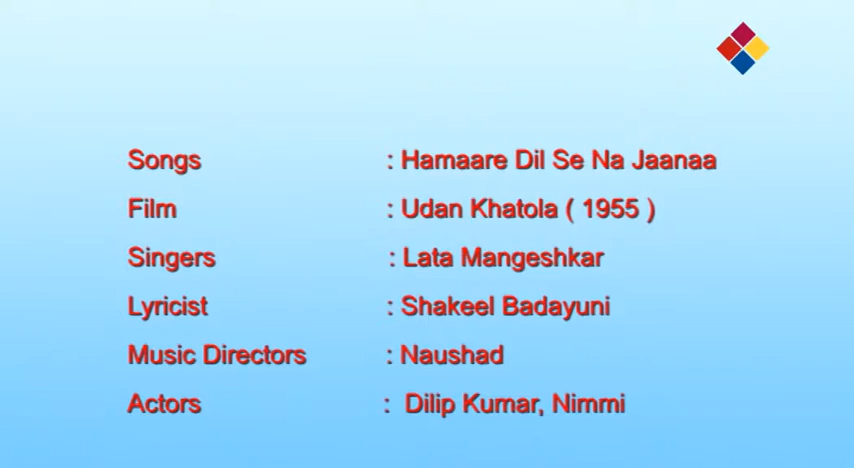 Songs : Hamaare Dil Se Na Jaanaa
Film : Udan Khatola ( 1955 )
Singers : Lata Mangeshkar
Lyricist : Shakeel Badayuni
Music Directors : Naushad
Actors : Dilip Kumar, Nimmi